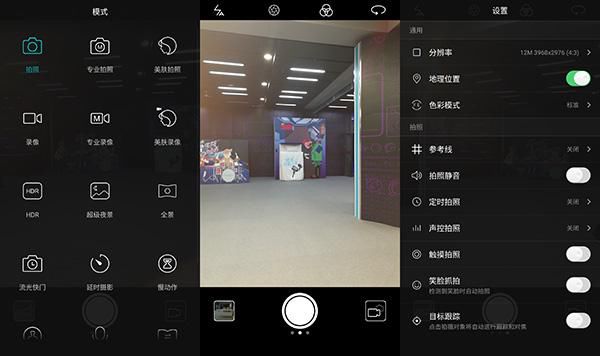 模式
拍照
专业拍照
美肤拍照
录像
专业录像
美肤录像
HDR
HDR
超级夜景
全景
流光快门
延时摄影
慢动作
设置
通用
分辨率
12M 3968x2976 (4:3)
地理位置
色彩模式
标准
拍照
参考线
关闭
拍照静音
定时拍照
关闭
声控拍照
关闭
触摸拍照
笑脸抓拍
检测到笑脸时自动拍照
目标跟踪
点击拍摄对象将自动进行跟踪和对焦